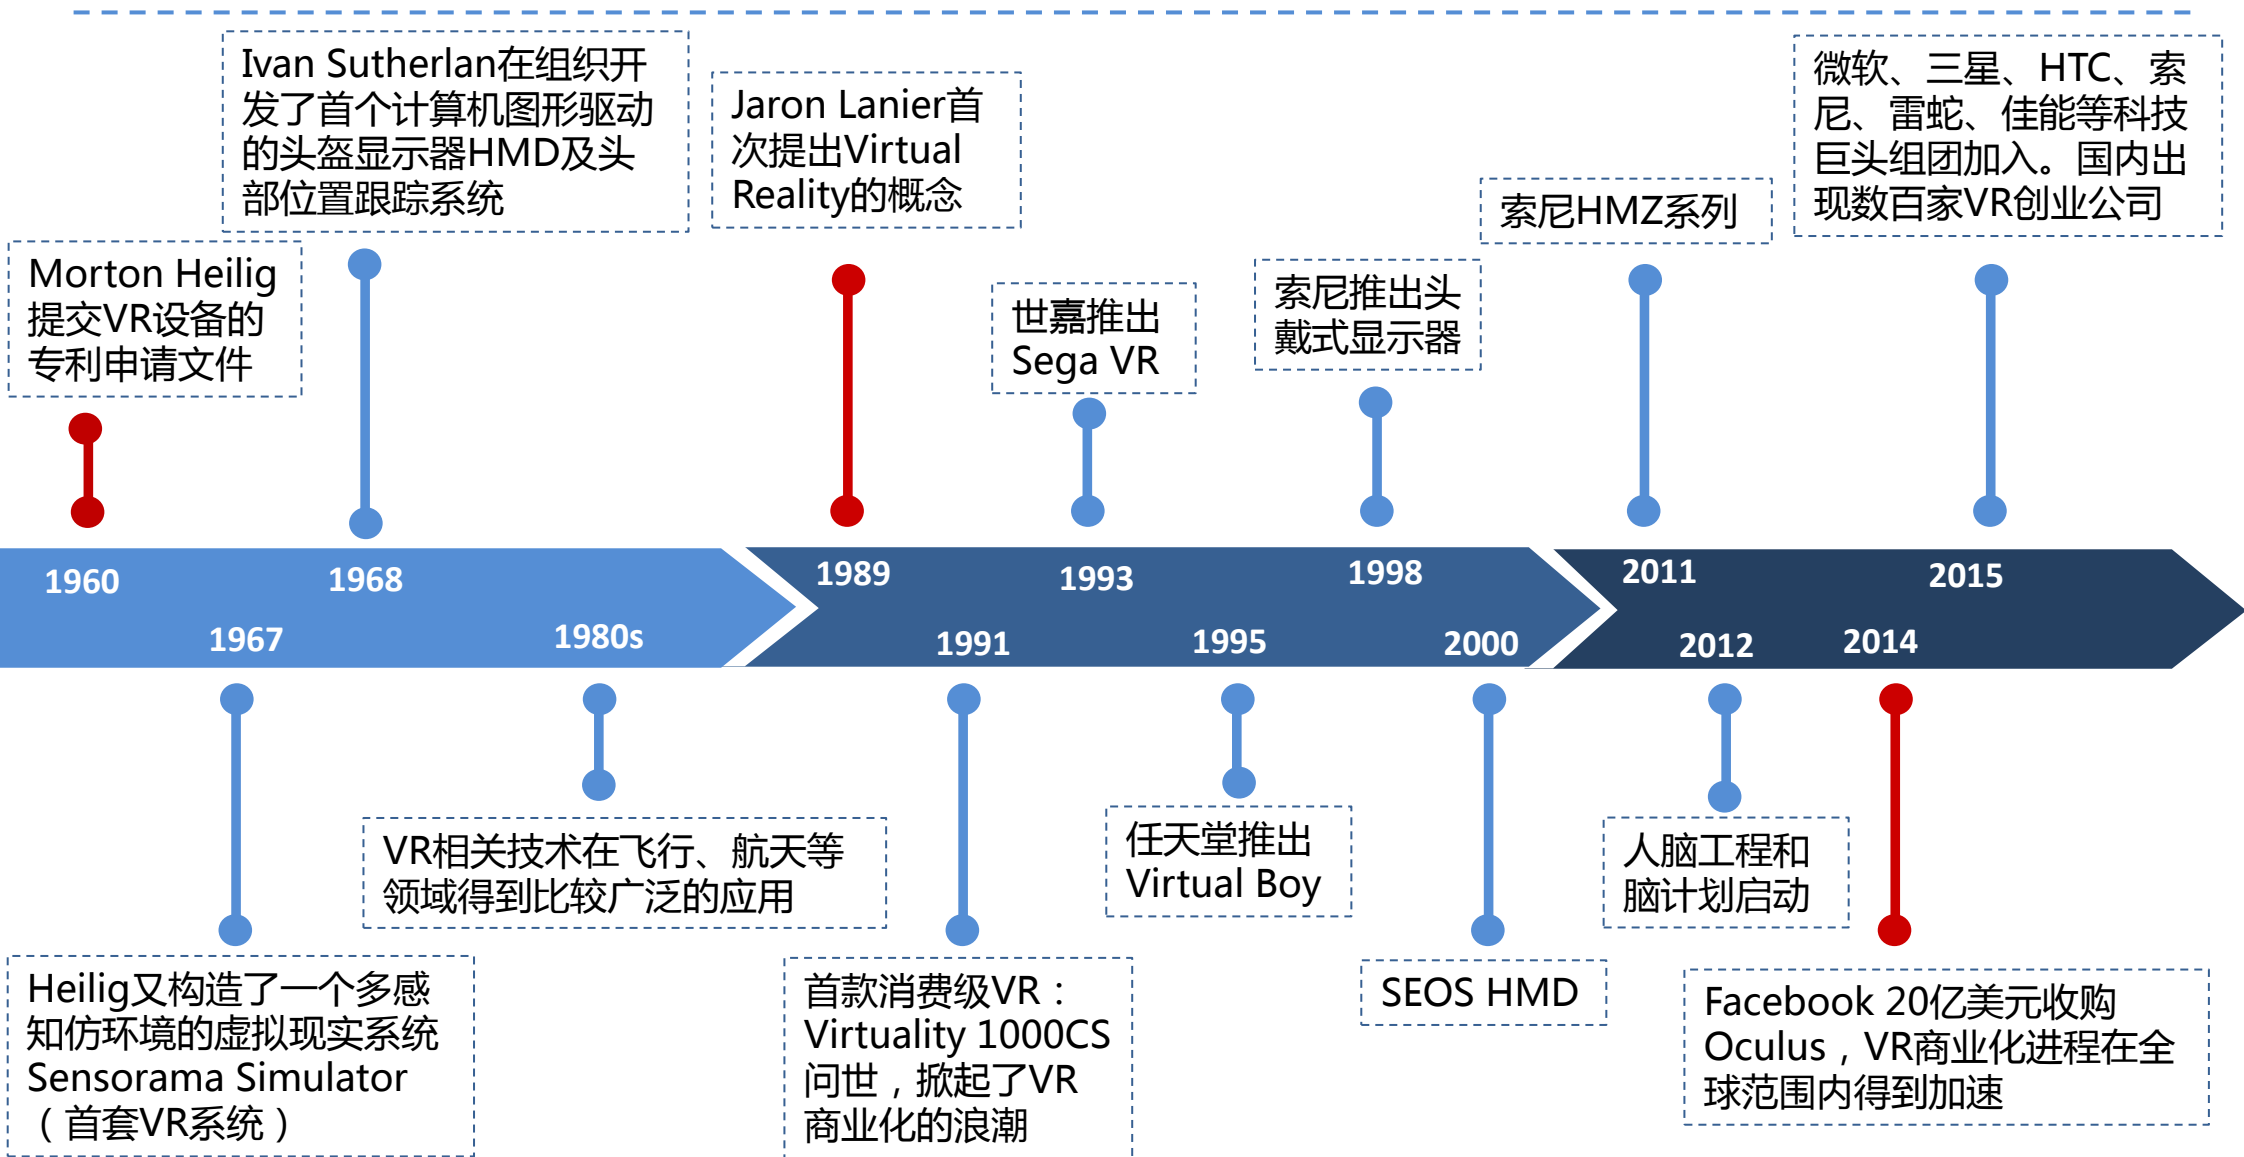 Ivan Sutherlan在组织开
发了首个计算机图形驱动
的头盔显示器HMD及头
部位置跟踪系统
Jaron Lanier首
次提出Virtual
Reality的概念
微软、三星、HTC、索
尼、雷蛇、佳能等科技
巨头组团加入。国内出
现数百家VR创业公司
索尼HMZ系列
Morton Heilig
提交VR设备的
专利申请文件
世嘉推出
Sega VR
索尼推出头
戴式显示器
1960
1968
1989
1993
1998
2011
2015
1967
1980s
1991
1995
2000
2012
2014
VR相关技术在飞行、航天等
领域得到比较广泛的应用
任天堂推出
Virtual Boy
人脑工程和
脑计划启动
Heilig又构造了一个多感
知仿环境的虚拟现实系统
Sensorama Simulator
（首套VR系统）
首款消费级VR：
Virtuality 1000CS
问世，掀起了VR
商业化的浪潮
SEOS HMD
Facebook 20亿美元收购
Oculus，VR商业化进程在全
球范围内得到加速